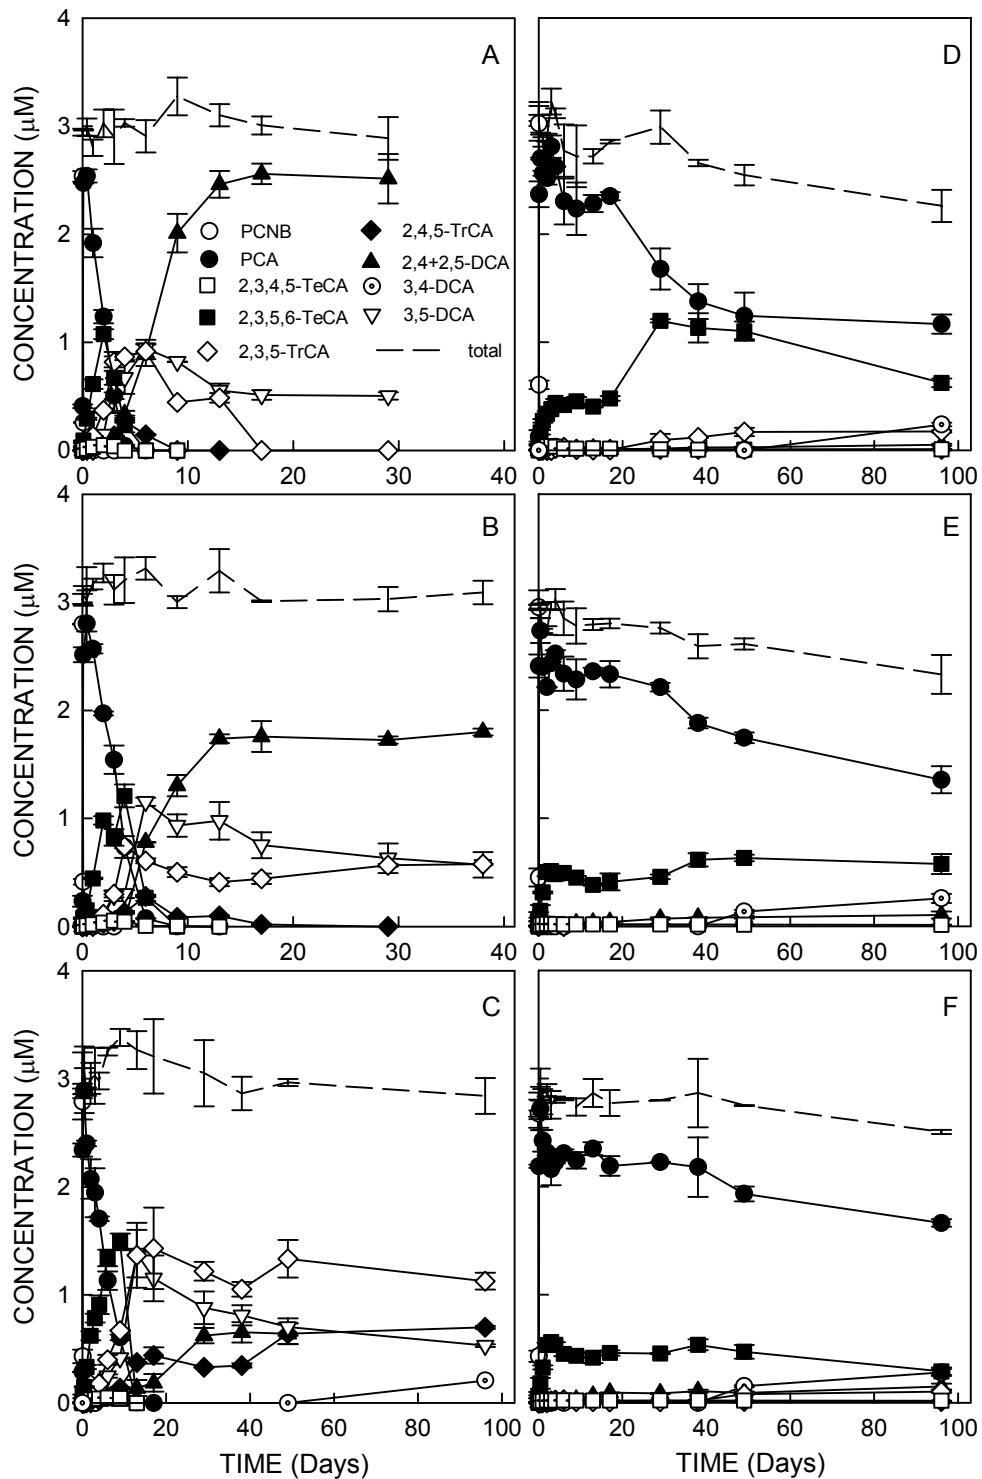 4
A
3
2
1
0
CONCENTRATION (μM)
PCNB
PCA
2,3,4,5-TeCA
2,3,5,6-TeCA
2,3,5-TrCA
2,4,5-TrCA
2,4+2,5-DCA
3,4-DCA
3,5-DCA
total
0 10 20 30 40
D
0 20 40 60 80 100
4
B
3
2
1
0
CONCENTRATION (μM)
0 10 20 30 40
E
0 20 40 60 80 100
4
C
3
2
1
0
CONCENTRATION (μM)
0 20 40 60 80 100
TIME (Days)
F
0 20 40 60 80 100
TIME (Days)